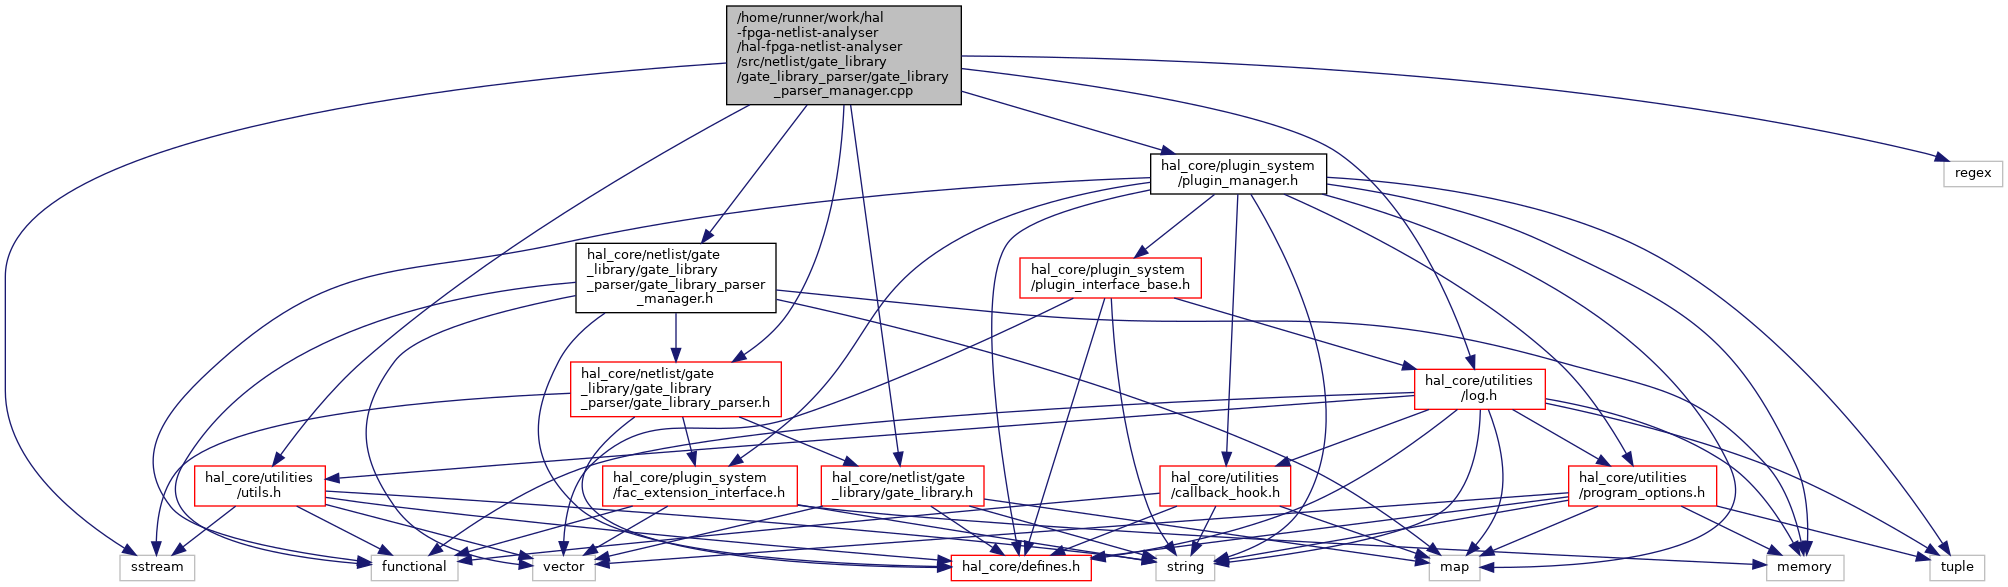 /home/runner/work/hal
-fpga-netlist-analyser
/hal-fpga-netlist-analyser
/src/netlist/gate_library
/gate_library_parser/gate_library
_parser_manager.cpp
hal_core/plugin_system
/plugin_manager.h
regex
hal_core/netlist/gate
_library/gate_library
_parser/gate_library_parser
_manager.h
hal_core/plugin_system
/plugin_interface_base.h
hal_core/netlist/gate
_library/gate_library
_parser/gate_library_parser.h
hal_core/utilities
/log.h
hal_core/utilities
/utils.h
hal_core/plugin_system
/fac_extension_interface.h
hal_core/netlist/gate
_library/gate_library.h
hal_core/utilities
/callback_hook.h
hal_core/utilities
/program_options.h
sstream
functional
vector
hal_core/defines.h
string
map
memory
tuple